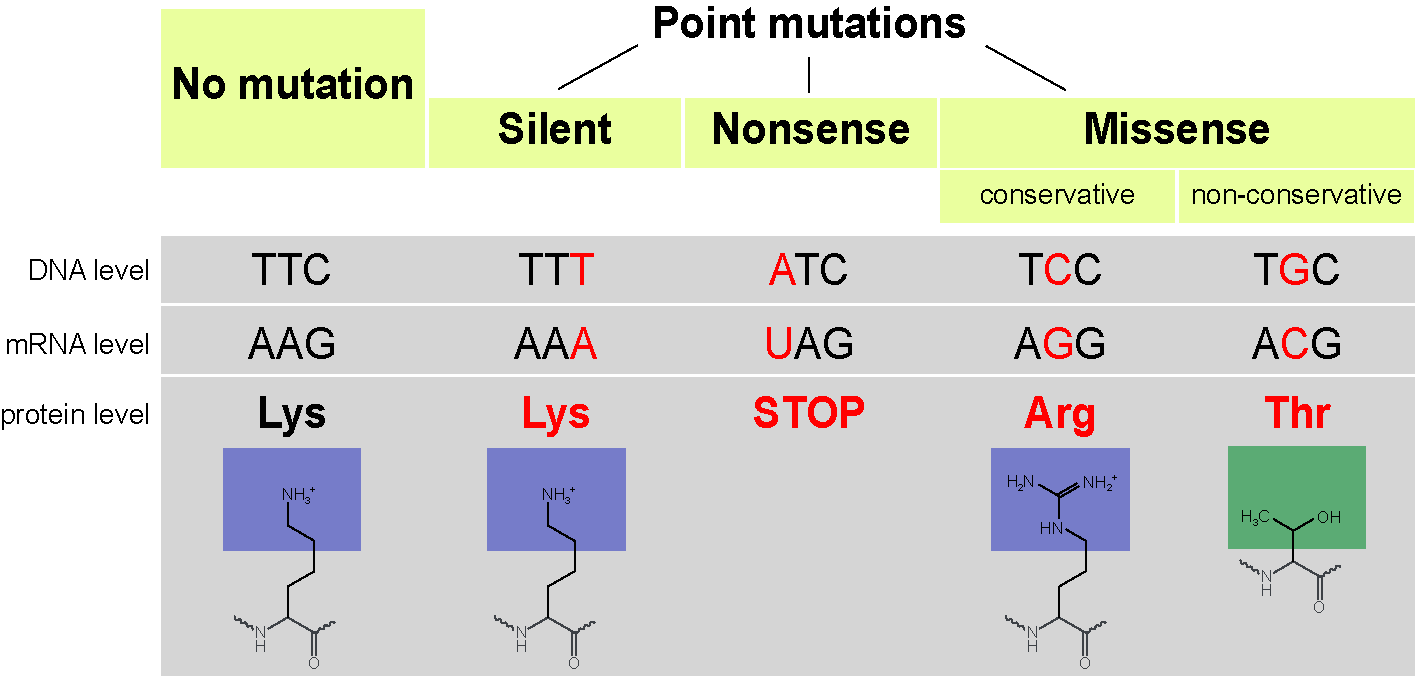 Point mutations
No mutation
Silent Nonsense Missense
conservative non-conservative
DNA level TTC TTT ATC TCC TGC
mRNA level AAG AAA UAG AGG ACG
protein level Lys Lys STOP Arg Thr
NH₃⁺ NH₃⁺ H₂N NH₂⁺
HN H₃C OH
N H O
N H O N H O N H O